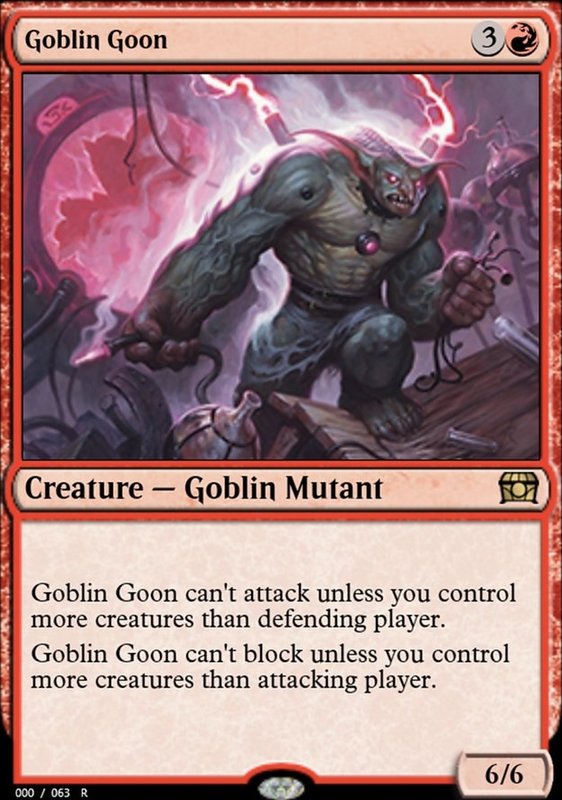 Goblin Goon
3
Creature — Goblin Mutant
Goblin Goon can't attack unless you control
more creatures than defending player.
Goblin Goon can't block unless you control
more creatures than attacking player.
6/6
000 / 063 R